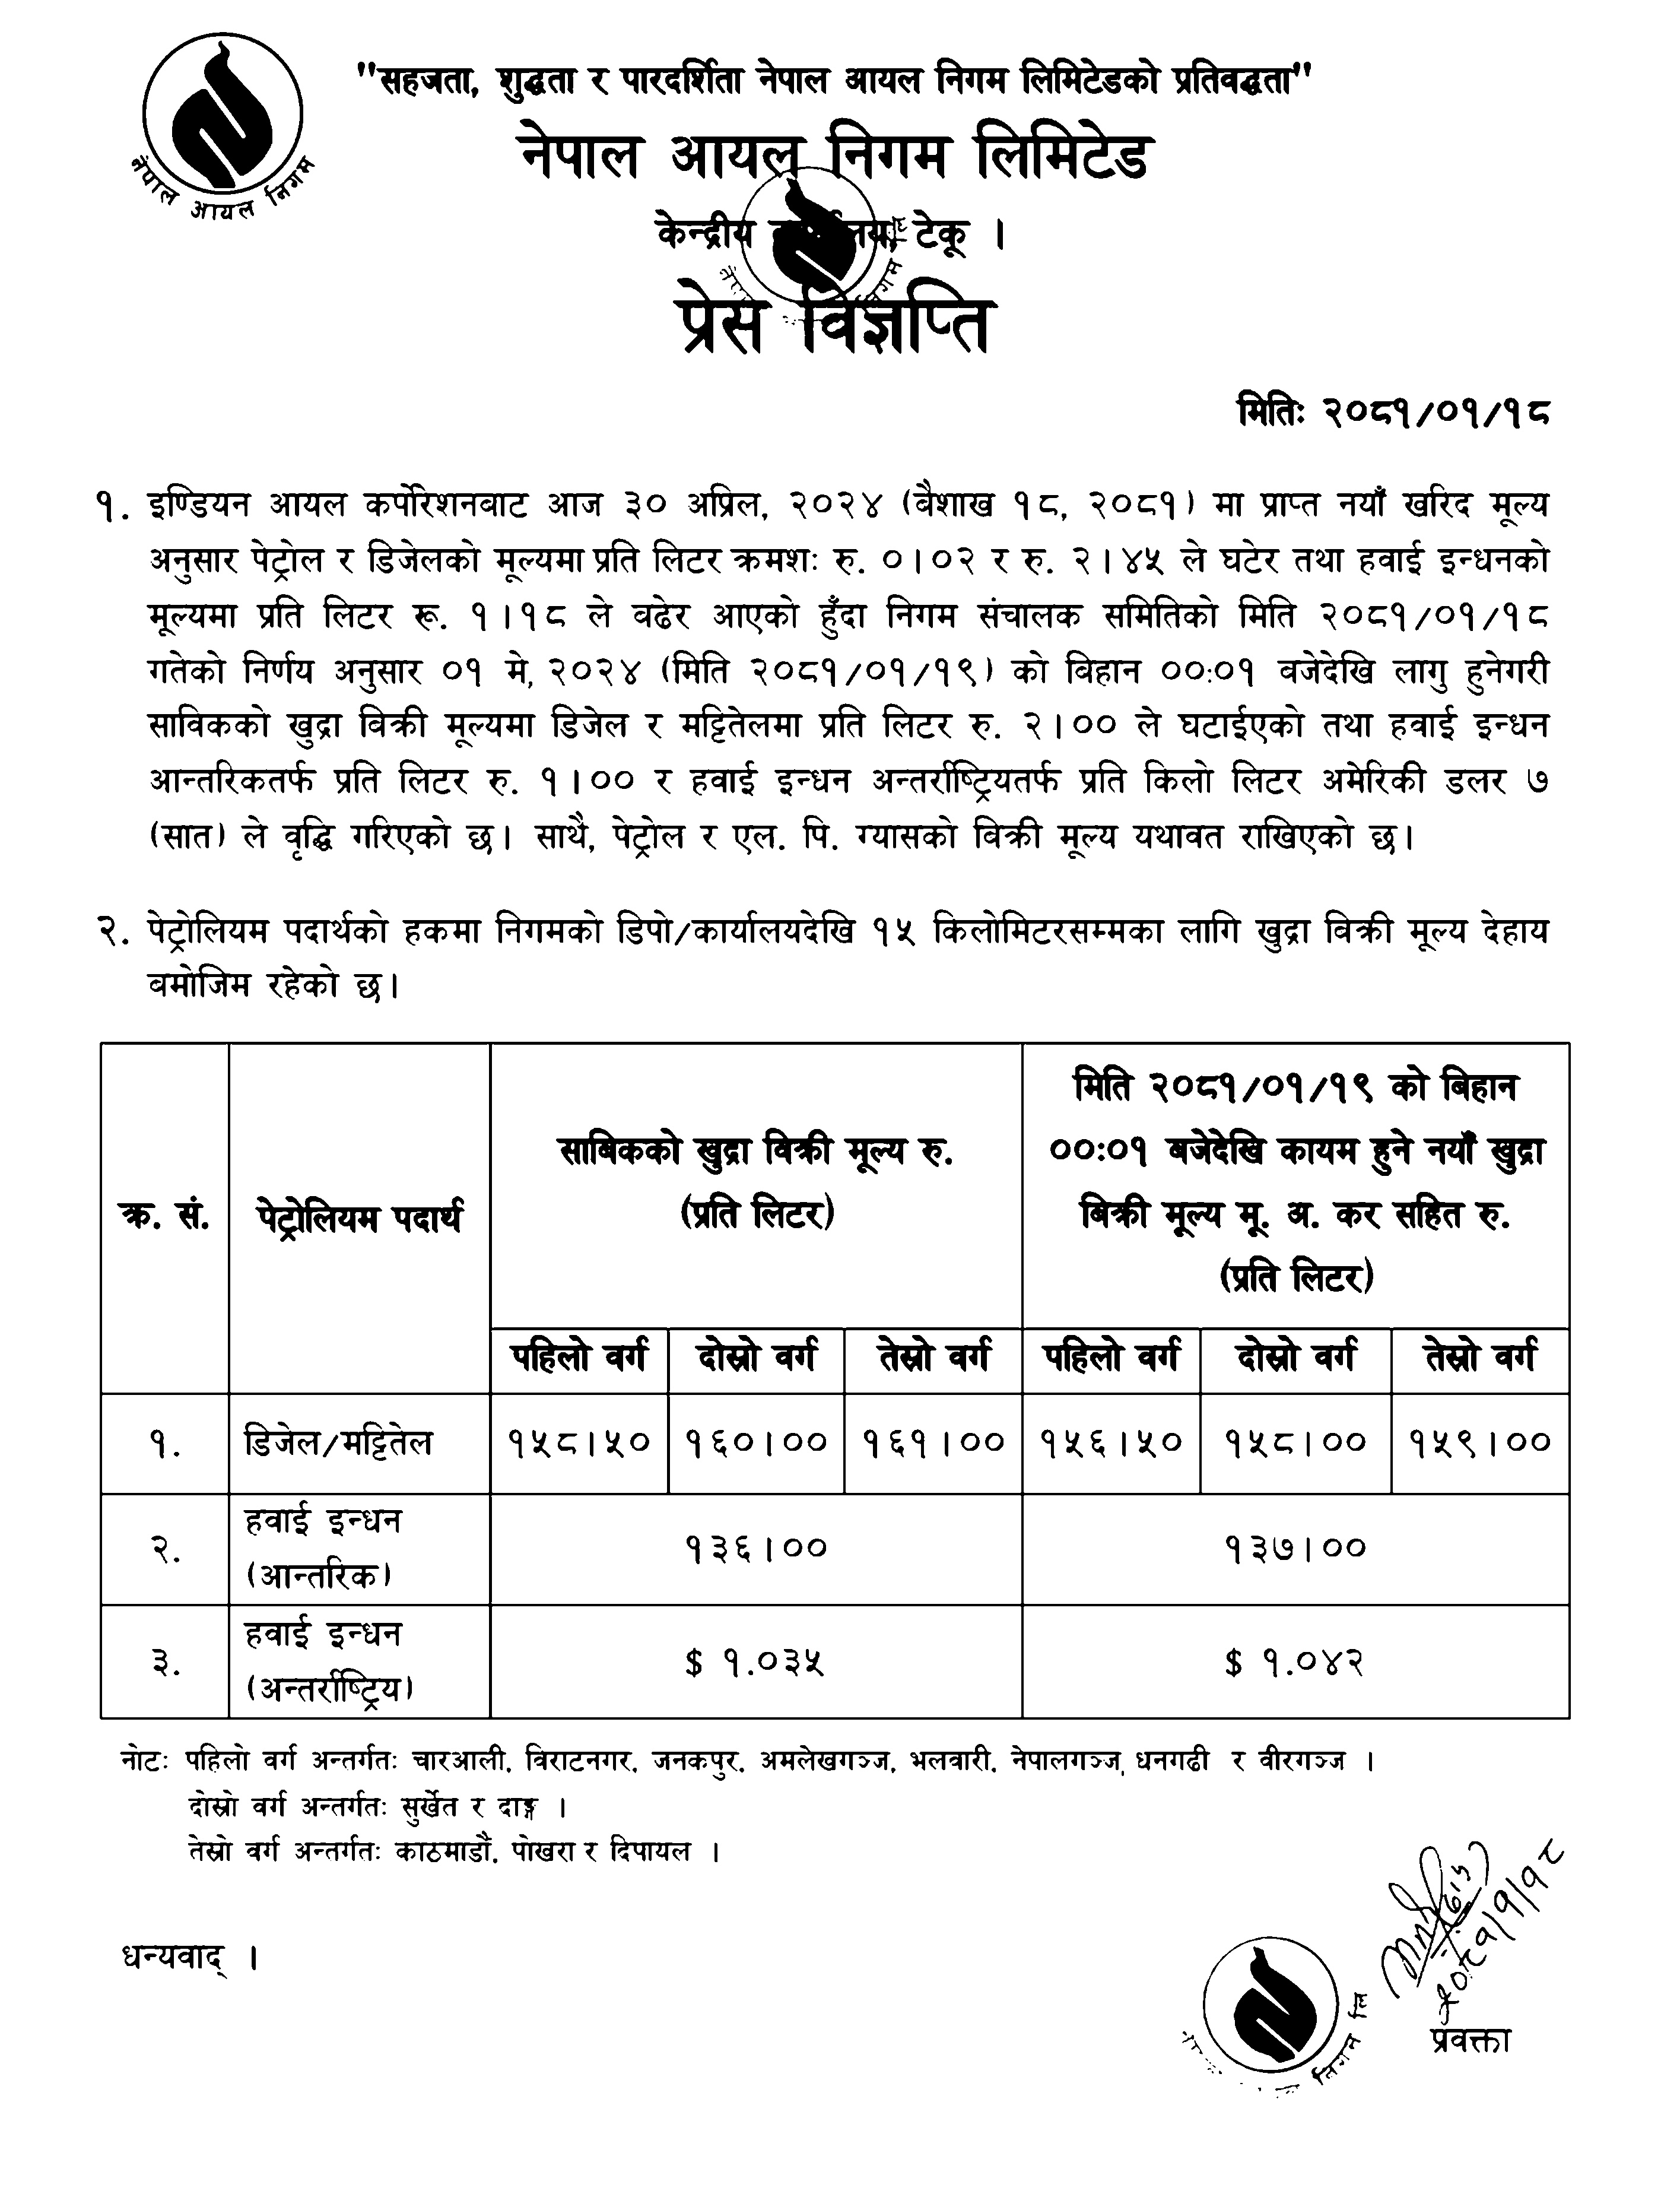 नेपाल आयल निगम
"सहजता, शुद्धता र पारदर्शिता नेपाल आयल निगम लिमिटेडको प्रतिवद्धता"
नेपाल आयल निगम लिमिटेड
केन्द्रीय टेकू ।
प्रेस विज्ञप्ति
मितिः २०८१/०१/१८
१. इण्डियन आयल कर्पोरेशनबाट आज ३० अप्रिल, २०२४ (बैशाख १८, २०८१) मा प्राप्त नयाँ खरिद मूल्य
अनुसार पेट्रोल र डिजेलको मूल्यमा प्रति लिटर क्रमशः रु. ०।०२ र रु. २।४५ ले घटेर तथा हवाई इन्धनको
मूल्यमा प्रति लिटर रू. १।१८ ले बढेर आएको हुँदा निगम संचालक समितिको मिति २०८१/०१/१८
गतेको निर्णय अनुसार ०१ मे, २०२४ (मिति २०८१/०१/१९) को बिहान ००:०१ बजेदेखि लागु हुनेगरी
साविकको खुद्रा बिक्री मूल्यमा डिजेल र मट्टितेलमा प्रति लिटर रु. २।०० ले घटाईएको तथा हवाई इन्धन
आन्तरिकतर्फ प्रति लिटर रु. १।०० र हवाई इन्धन अन्तर्राष्ट्रियतर्फ प्रति किलो लिटर अमेरिकी डलर ७
(सात) ले वृद्धि गरिएको छ। साथै, पेट्रोल र एल. पि. ग्यासको विक्री मूल्य यथावत राखिएको छ।
२. पेट्रोलियम पदार्थको हकमा निगमको डिपो/कार्यालयदेखि १५ किलोमिटरसम्मका लागि खुद्रा विक्री मूल्य देहाय
बमोजिम रहेको छ।
क्र. सं. पेट्रोलियम पदार्थ
साबिकको खुद्रा विक्री मूल्य रु.
(प्रति लिटर)
मिति २०८१/०१/१९ को बिहान
००:०१ बजेदेखि कायम हुने नयाँ खुद्रा
बिक्री मूल्य मू. अ. कर सहित रु.
(प्रति लिटर)
पहिलो वर्ग दोस्रो वर्ग तेस्रो वर्ग पहिलो वर्ग दोस्रो वर्ग तेस्रो वर्ग
१. डिजेल/मट्टितेल १५८।५० १६०।०० १६१।०० १५६।५० १५८।०० १५९।००
२. हवाई इन्धन
(आन्तरिक) १३६।०० १३७।००
३. हवाई इन्धन
(अन्तर्राष्ट्रिय) $ १.०३५ $ १.०४२
नोटः पहिलो वर्ग अन्तर्गतः चारआली, विराटनगर, जनकपुर, अमलेखगञ्ज, भलवारी, नेपालगञ्ज, धनगढी र वीरगञ्ज ।
दोस्रो वर्ग अन्तर्गतः सुर्खेत र दाङ्ग ।
तेस्रो वर्ग अन्तर्गतः काठमाडौं, पोखरा र दिपायल ।
धन्यवाद् ।
२०८१/१/१८
प्रवक्ता